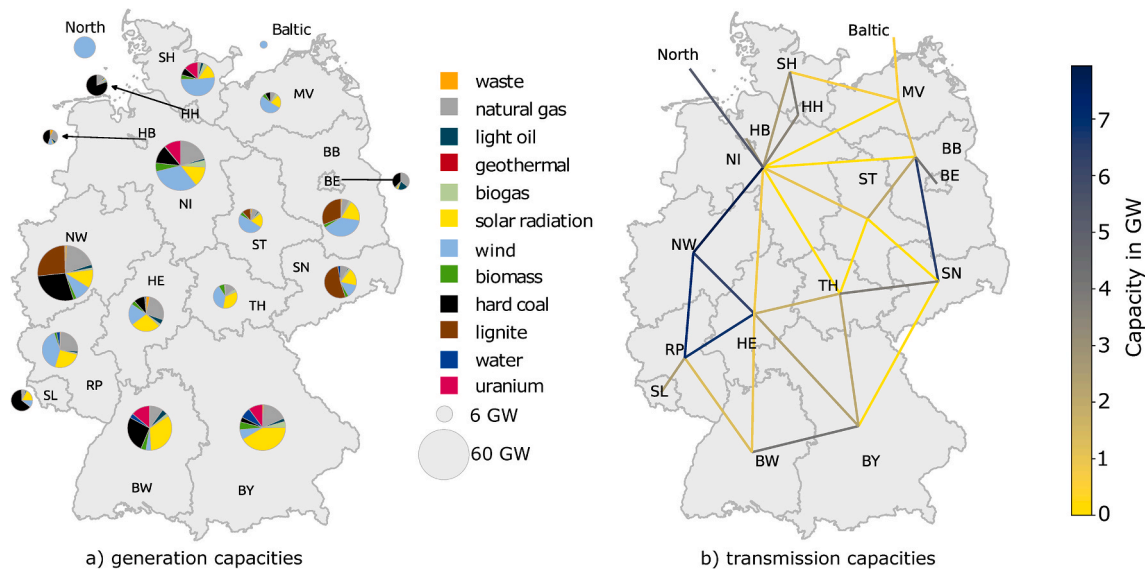 North
Baltic
SH
MV
HH
HB
BB
BE
NI
ST
NW
HE
SN
TH
RP
SL
BW
BY
waste
natural gas
light oil
geothermal
biogas
solar radiation
wind
biomass
hard coal
lignite
water
uranium
6 GW
60 GW
a) generation capacities
Baltic
North
SH
MV
HH
HB
BB
NI
BE
ST
NW
SN
TH
HE
RP
SL
BW
BY
7
6
5
4
3
2
1
0
Capacity in GW
b) transmission capacities